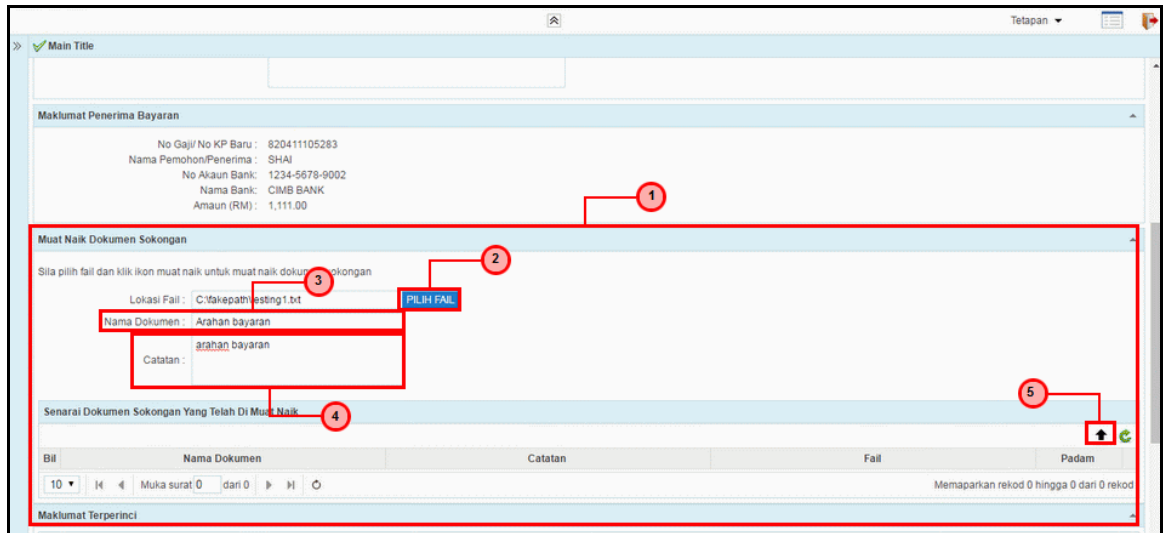 Tetapan
Main Title
Maklumat Penerima Bayaran
No Gaji/ No KP Baru : 820411105283
Nama Pemohon/Penerima : SHAI
No Akaun Bank: 1234-5678-9002
Nama Bank: CIMB BANK
Amaun (RM) : 1,111.00
1
Muat Naik Dokumen Sokongan
2
Sila pilih fail dan klik ikon muat naik untuk muat naik dokumen sokongan
3
Lokasi Fail : C:\fakepath\testing1.txt PILIH FAIL
Nama Dokumen : Arahan bayaran
Catatan : arahan bayaran
5
Senarai Dokumen Sokongan Yang Telah Di Muat Naik
4
Bil Nama Dokumen Catatan Fail Padam
10 Muka surat 0 dari 0 Memaparkan rekod 0 hingga 0 dari 0 rekod
Maklumat Terperinci